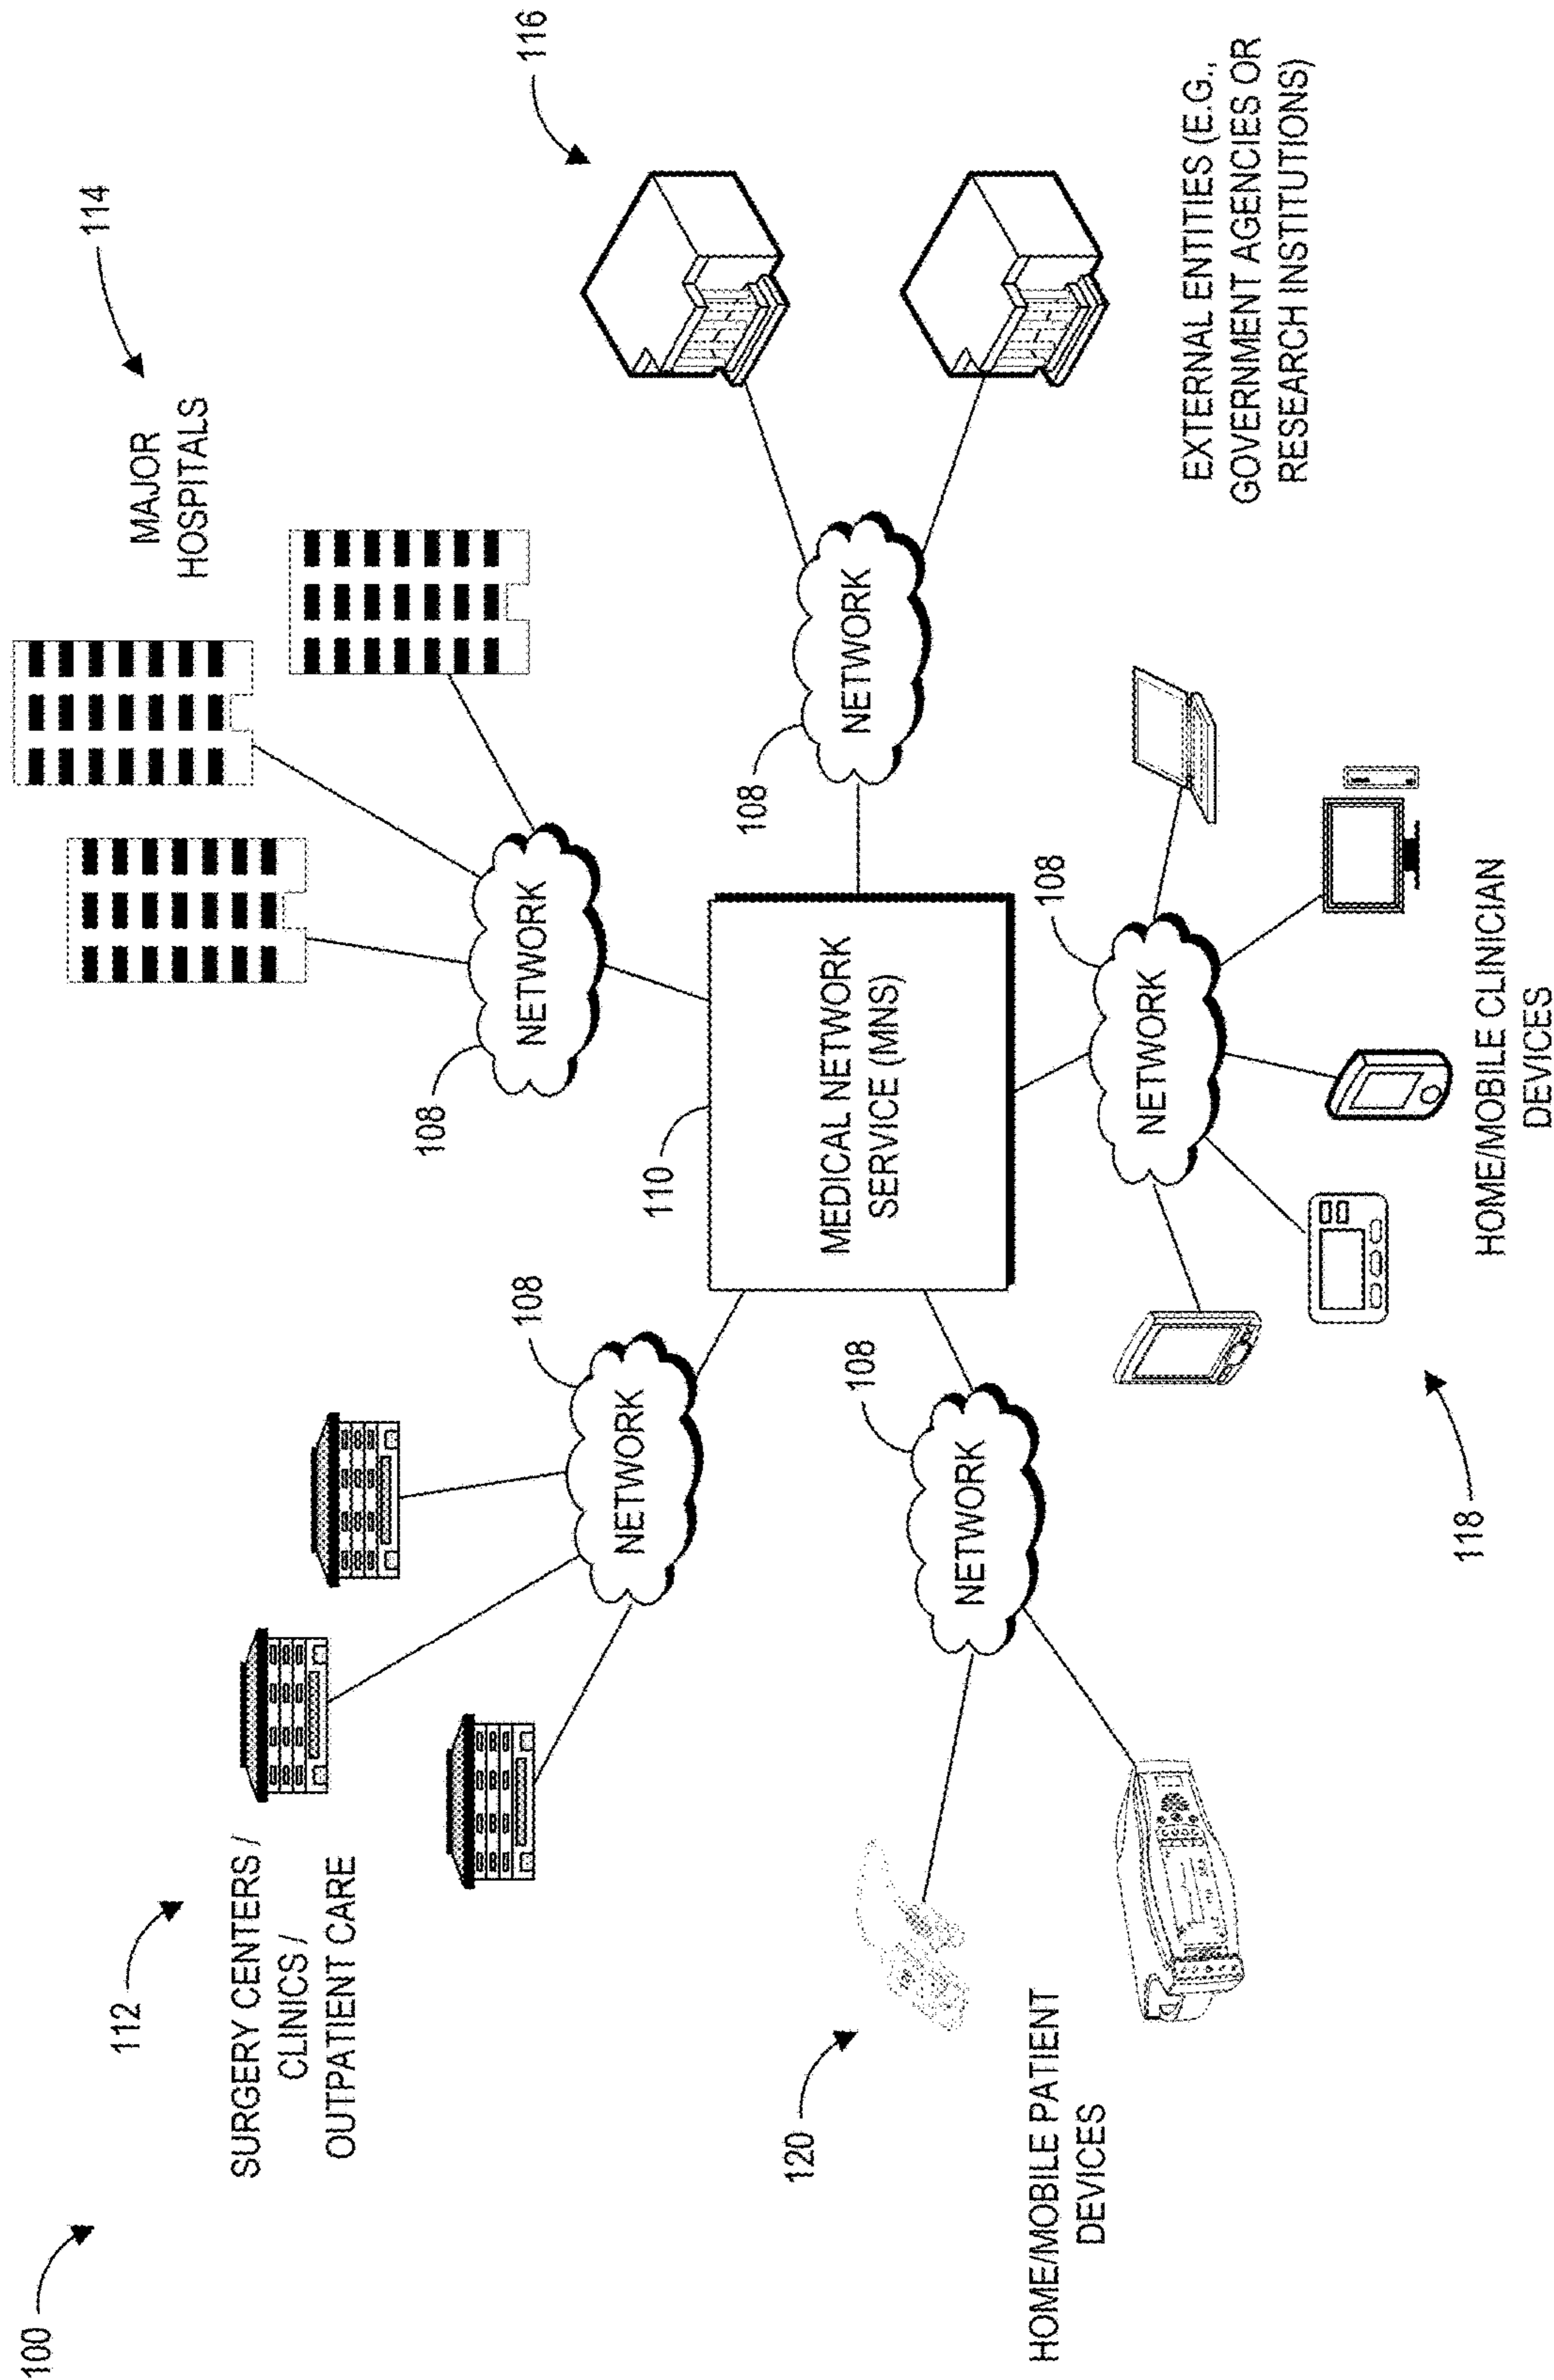 100
112
SURGERY CENTERS /
CLINICS /
OUTPATIENT CARE
114
MAJOR
HOSPITALS
116
108
NETWORK
108
NETWORK
110
MEDICAL NETWORK
SERVICE (MNS)
108
NETWORK
120
HOME/MOBILE PATIENT
DEVICES
108
NETWORK
108
NETWORK
EXTERNAL ENTITIES (E.G.,
GOVERNMENT AGENCIES OR
RESEARCH INSTITUTIONS)
118
HOME/MOBILE CLINICIAN
DEVICES